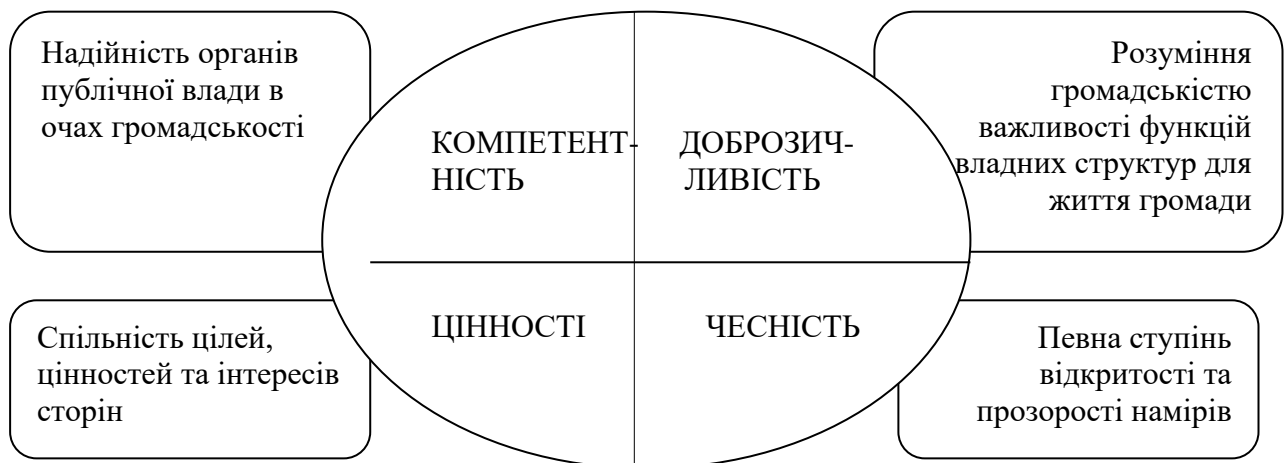 Надійність органів
публічної влади в
очах громадськості
КОМПЕТЕНТ-
НІСТЬ
ДОБРОЗИЧ-
ЛИВІСТЬ
Розуміння
громадськістю
важливості функцій
владних структур для
життя громади
Спільність цілей,
цінностей та інтересів
сторін
ЦІННОСТІ
ЧЕСНІСТЬ
Певна ступінь
відкритості та
прозорості намірів